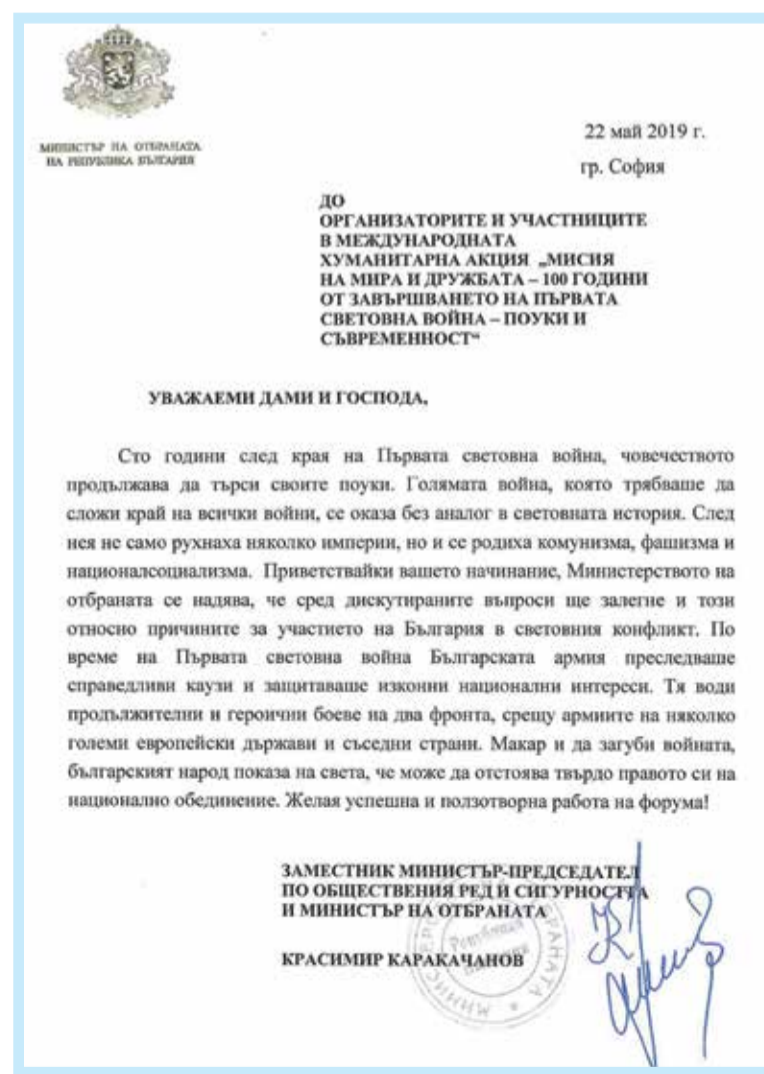 МИНИСТЪР НА ОТБРАНАТА
НА РЕПУБЛИКА БЪЛГАРИЯ
22 май 2019 г.
гр. София
ДО
ОРГАНИЗАТОРИТЕ И УЧАСТНИЦИТЕ
В МЕЖДУНАРОДНАТА
ХУМАНИТАРНА АКЦИЯ „МИСИЯ
НА МИРА И ДРУЖБАТА – 100 ГОДИНИ
ОТ ЗАВЪРШВАНЕТО НА ПЪРВАТА
СВЕТОВНА ВОЙНА – ПОУКИ И
СЪВРЕМЕННОСТ“
УВАЖАЕМИ ДАМИ И ГОСПОДА,
Сто години след края на Първата световна война, човечеството
продължава да търси своите поуки. Голямата война, която трябваше да
сложи край на всички войни, се оказа без аналог в световната история. След
нея не само рухнаха няколко империи, но и се родиха комунизма, фашизма и
националсоциализма. Приветствайки вашето начинание, Министерството на
отбраната се надява, че сред дискутираните въпроси ще залегне и този
относно причините за участието на България в световния конфликт. По
време на Първата световна война Българската армия преследваше
справедливи каузи и защитаваше изконни национални интереси. Тя води
продължителни и героични боеве на два фронта, срещу армиите на няколко
големи европейски държави и съседни страни. Макар и да загуби войната,
българският народ показа на света, че може да отстоява твърдо правото си на
национално обединение. Желая успешна и ползотворна работа на форума!
ЗАМЕСТНИК МИНИСТЪР-ПРЕДСЕДАТЕЛ
ПО ОБЩЕСТВЕНИЯ РЕД И СИГУРНОСТТА
И МИНИСТЪР НА ОТБРАНАТА
КРАСИМИР КАРАКАЧАНОВ